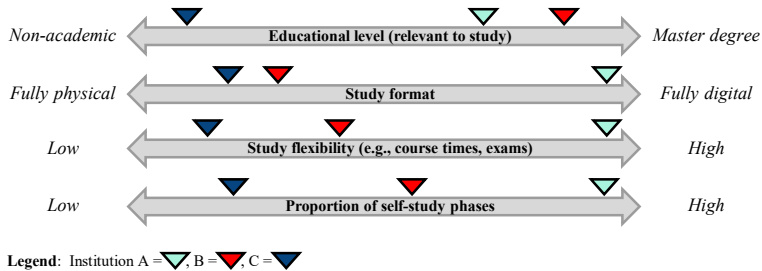 Non-academic Educational level (relevant to study) Master degree
Fully physical Study format Fully digital
Low Study flexibility (e.g., course times, exams) High
Low Proportion of self-study phases High
Legend: Institution A = , B = , C =